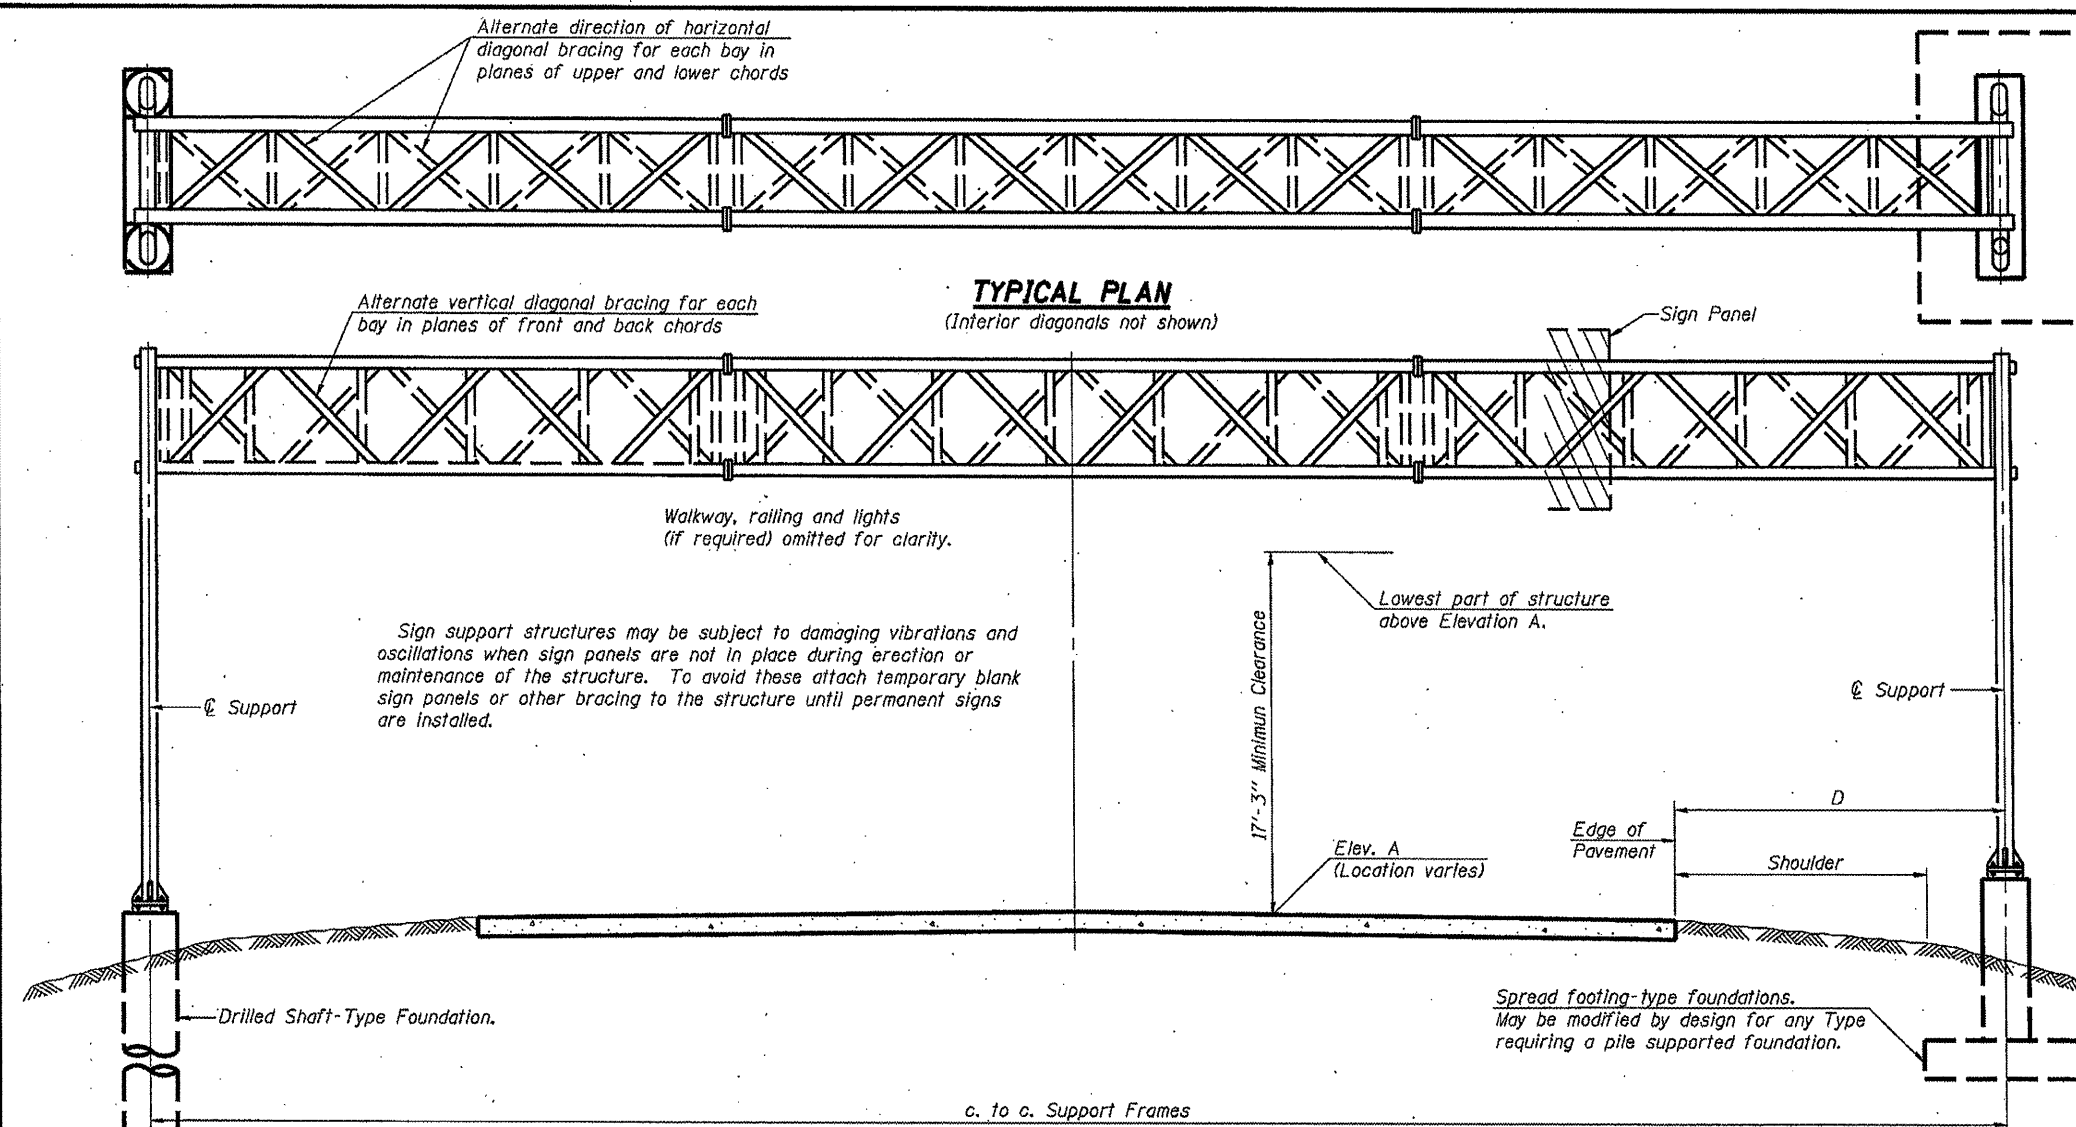 Alternate direction of horizontal
diagonal bracing for each bay in
planes of upper and lower chords
TYPICAL PLAN
(Interior diagonals not shown)
Alternate vertical diagonal bracing for each
bay in planes of front and back chords
Sign Panel
Walkway, railing and lights
(if required) omitted for clarity.
Lowest part of structure
above Elevation A.
Sign support structures may be subject to damaging vibrations and
oscillations when sign panels are not in place during erection or
maintenance of the structure. To avoid these attach temporary blank
sign panels or other bracing to the structure until permanent signs
are installed.
17'-3" Minimun Clearance
℄ Support
℄ Support
D
Edge of
Pavement
Elev. A
(Location varies)
Shoulder
Drilled Shaft-Type Foundation.
Spread footing-type foundations.
May be modified by design for any Type
requiring a pile supported foundation.
c. to c. Support Frames